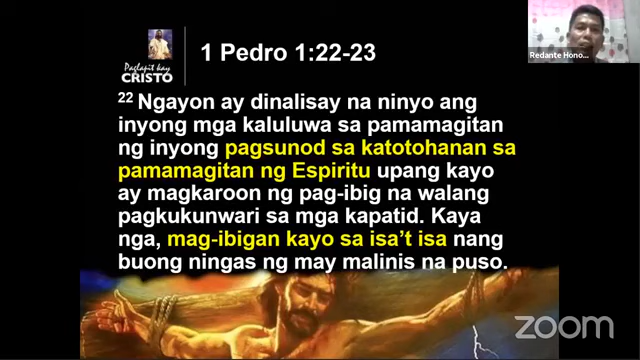 Paglapit kay
CRISTO
1 Pedro 1:22-23
Redante Hono...
22 Ngayon ay dinalisay na ninyo ang
inyong mga kaluluwa sa pamamagitan
ng inyong pagsunod sa katotohanan sa
pamamagitan ng Espiritu upang kayo
ay magkaroon ng pag-ibig na walang
pagkukunwari sa mga kapatid. Kaya
nga, mag-ibigan kayo sa isa't isa nang
buong ningas ng may malinis na puso.
zoom